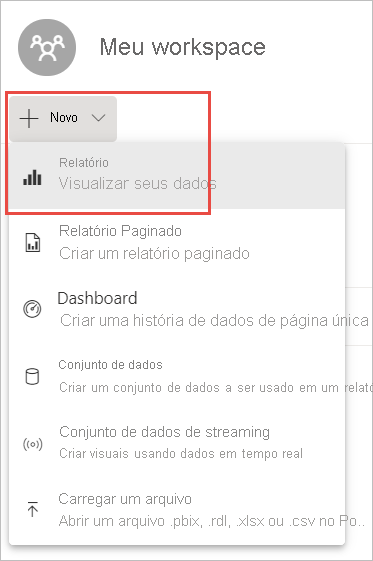 Meu workspace
Novo
Relatório
Visualizar seus dados
Relatório Paginado
Criar um relatório paginado
Dashboard
Criar uma história de dados de página única
Conjunto de dados
Criar um conjunto de dados a ser usado em um relató
Conjunto de dados de streaming
Criar visuais usando dados em tempo real
Carregar um arquivo
Abrir um arquivo .pbix, .rdl, .xlsx ou .csv no Po..